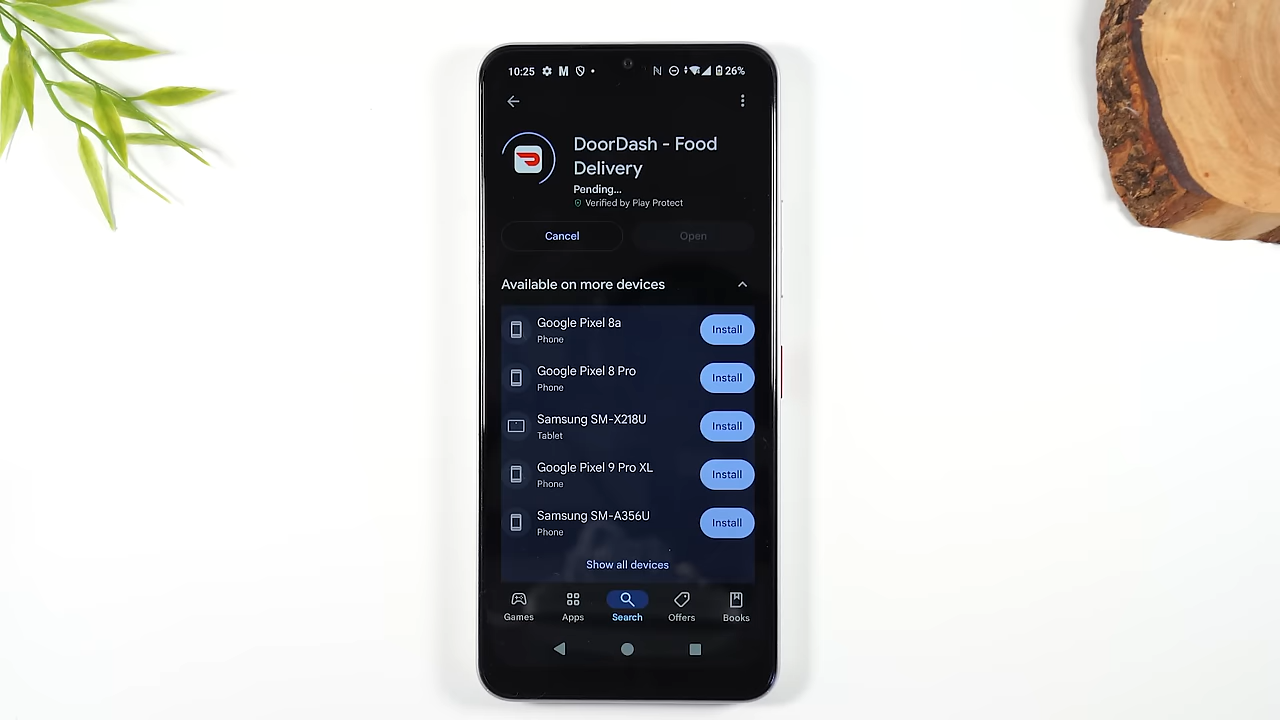 10:25 M 26%
DoorDash - Food
Delivery
Pending...
Verified by Play Protect
Cancel Open
Available on more devices
Google Pixel 8a
Phone
Install
Google Pixel 8 Pro
Phone
Install
Samsung SM-X218U
Tablet
Install
Google Pixel 9 Pro XL
Phone
Install
Samsung SM-A356U
Phone
Install
Show all devices
Games Apps Search Offers Books